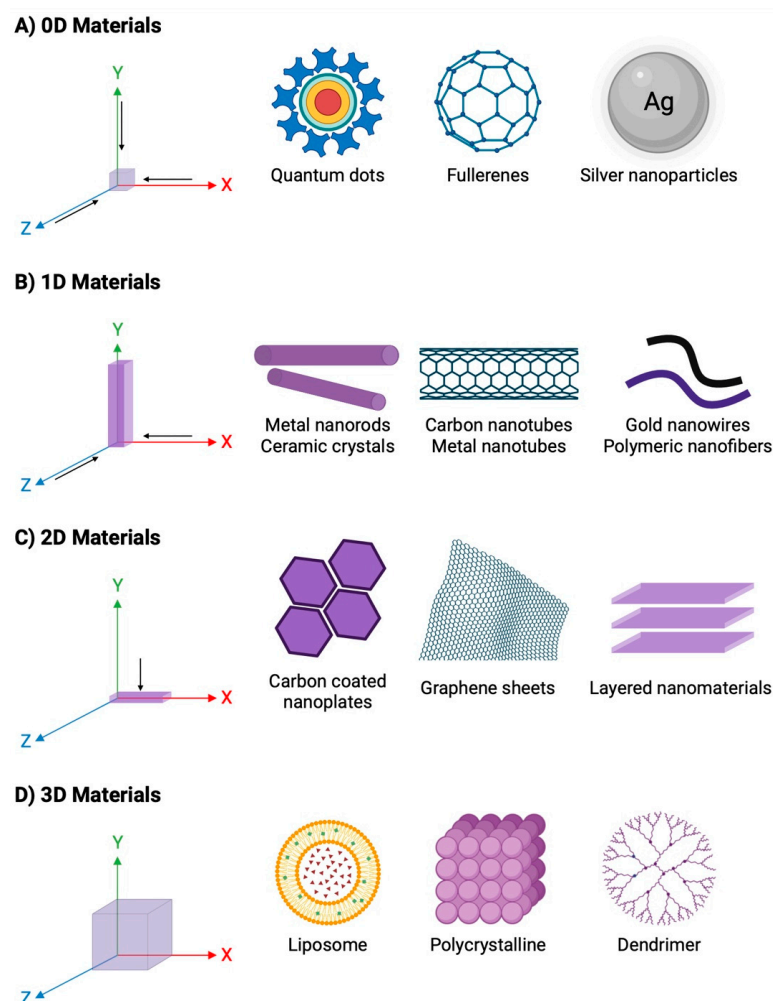 A) 0D Materials
Y
X
Z
Quantum dots
Fullerenes
Ag
Silver nanoparticles
B) 1D Materials
Y
X
Z
Metal nanorods
Ceramic crystals
Carbon nanotubes
Metal nanotubes
Gold nanowires
Polymeric nanofibers
C) 2D Materials
Y
X
Z
Carbon coated
nanoplates
Graphene sheets
Layered nanomaterials
D) 3D Materials
Y
X
Z
Liposome
Polycrystalline
Dendrimer